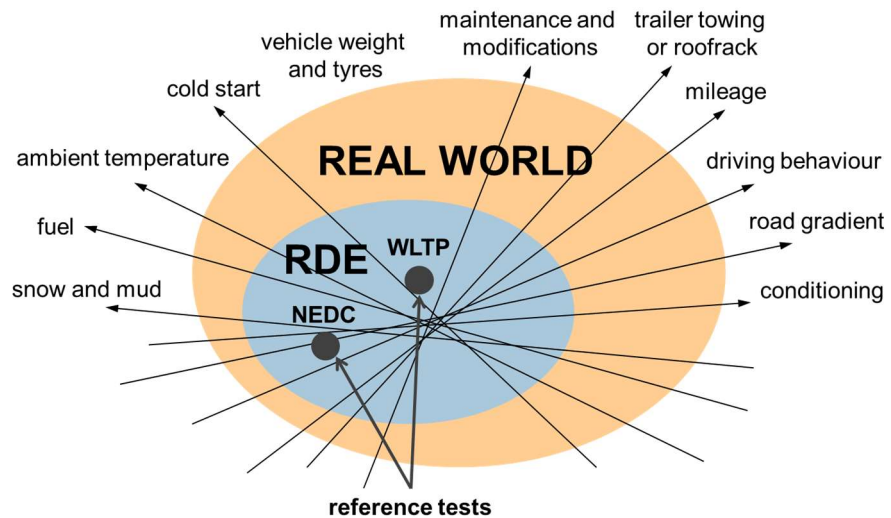 maintenance and
modifications
trailer towing
or roofrack
vehicle weight
and tyres
cold start
mileage
ambient temperature
REAL WORLD
driving behaviour
fuel
road gradient
RDE
WLTP
snow and mud
conditioning
NEDC
reference tests